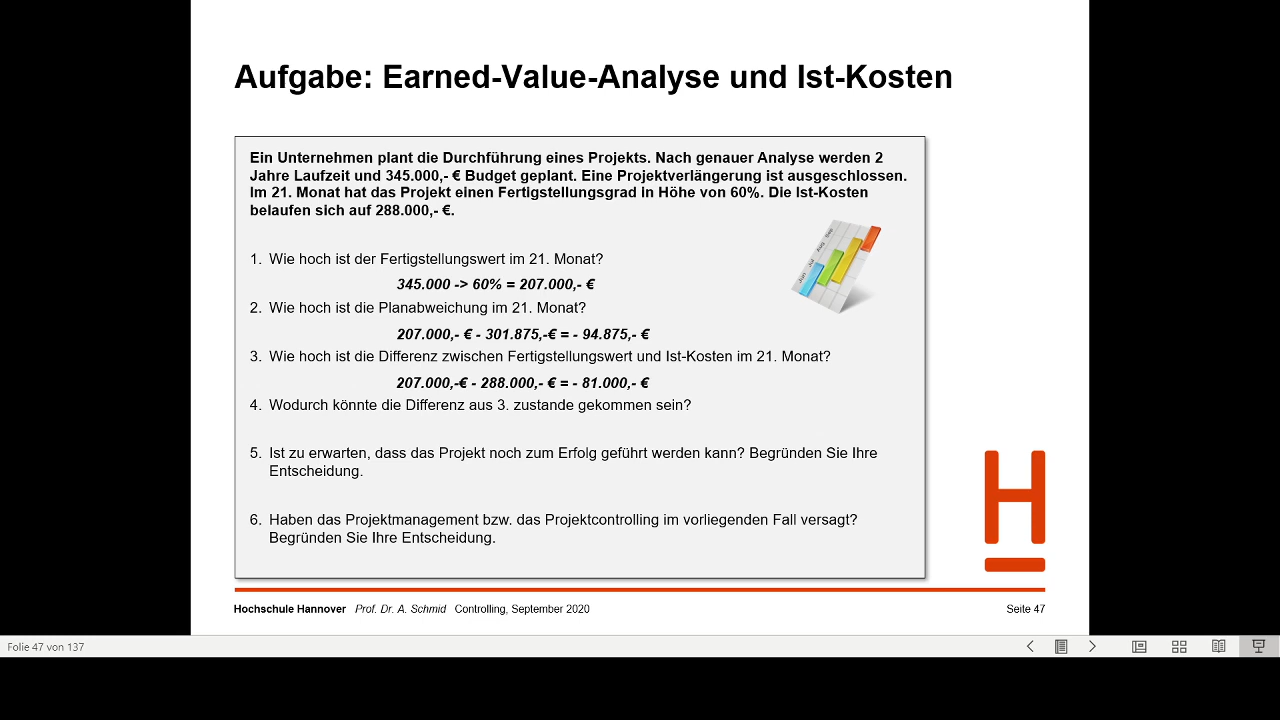 Aufgabe: Earned-Value-Analyse und Ist-Kosten
Ein Unternehmen plant die Durchführung eines Projekts. Nach genauer Analyse werden 2
Jahre Laufzeit und 345.000,- € Budget geplant. Eine Projektverlängerung ist ausgeschlossen.
Im 21. Monat hat das Projekt einen Fertigstellungsgrad in Höhe von 60%. Die Ist-Kosten
belaufen sich auf 288.000,- €.
1. Wie hoch ist der Fertigstellungswert im 21. Monat?
345.000 -> 60% = 207.000,- €
2. Wie hoch ist die Planabweichung im 21. Monat?
207.000,- € - 301.875,-€ = - 94.875,- €
3. Wie hoch ist die Differenz zwischen Fertigstellungswert und Ist-Kosten im 21. Monat?
207.000,-€ - 288.000,- € = - 81.000,- €
4. Wodurch könnte die Differenz aus 3. zustande gekommen sein?
5. Ist zu erwarten, dass das Projekt noch zum Erfolg geführt werden kann? Begründen Sie Ihre
Entscheidung.
6. Haben das Projektmanagement bzw. das Projektcontrolling im vorliegenden Fall versagt?
Begründen Sie Ihre Entscheidung.
Jun
Jul
Aug
Sep
H
Hochschule Hannover Prof. Dr. A. Schmid Controlling, September 2020
Seite 47
Folie 47 von 137